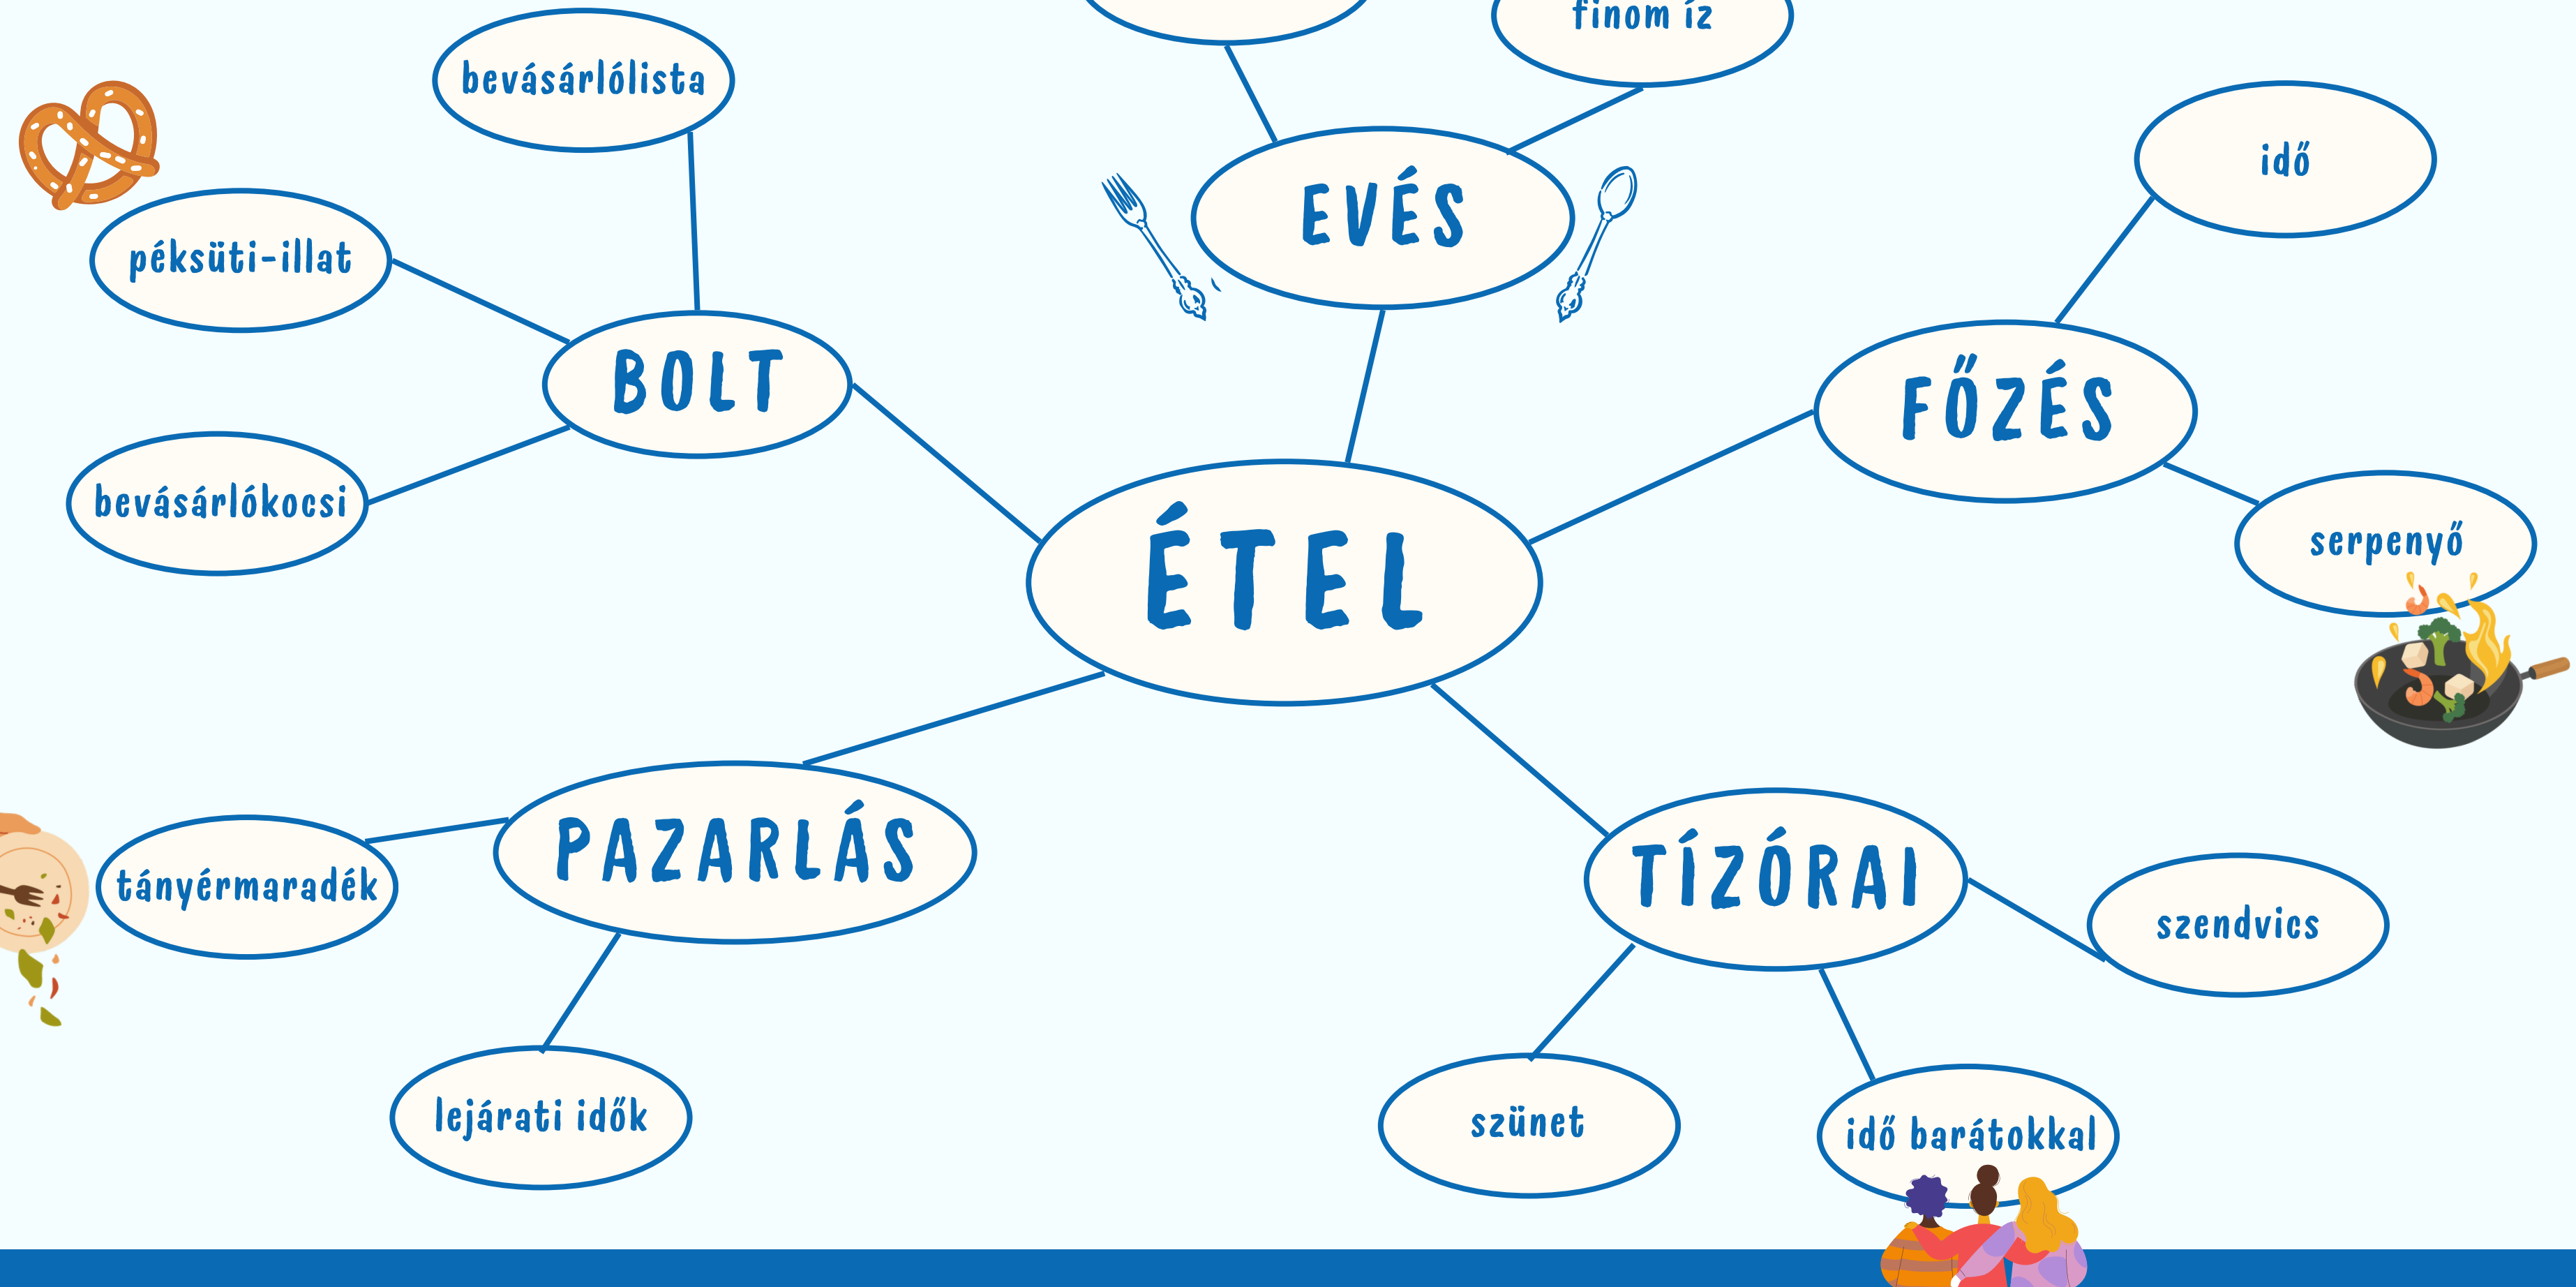 finom íz
bevásárlólista
idő
EVÉS
péksüti-illat
BOLT
FŐZÉS
bevásárlókocsi
serpenyő
ÉTEL
PAZARLÁS
TÍZÓRAI
tányérmaradék
szendvics
lejárati idők
szünet
idő barátokkal